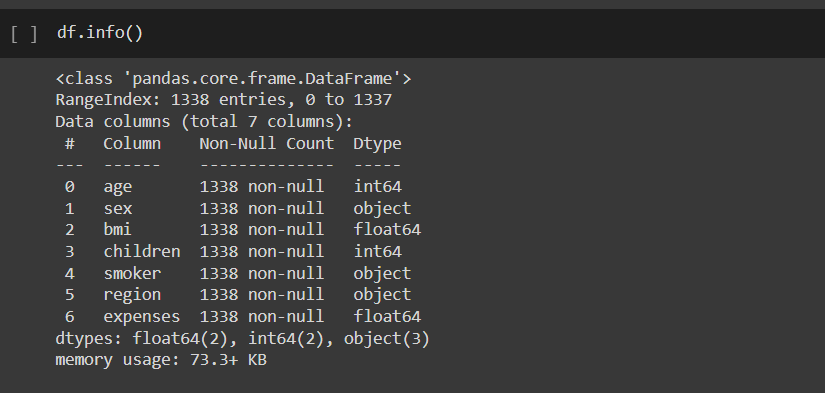 [ ] df.info()
<class 'pandas.core.frame.DataFrame'>
RangeIndex: 1338 entries, 0 to 1337
Data columns (total 7 columns):
 #   Column    Non-Null Count  Dtype
---  ------    --------------  -----
 0   age       1338 non-null   int64
 1   sex       1338 non-null   object
 2   bmi       1338 non-null   float64
 3   children  1338 non-null   int64
 4   smoker    1338 non-null   object
 5   region    1338 non-null   object
 6   expenses  1338 non-null   float64
dtypes: float64(2), int64(2), object(3)
memory usage: 73.3+ KB